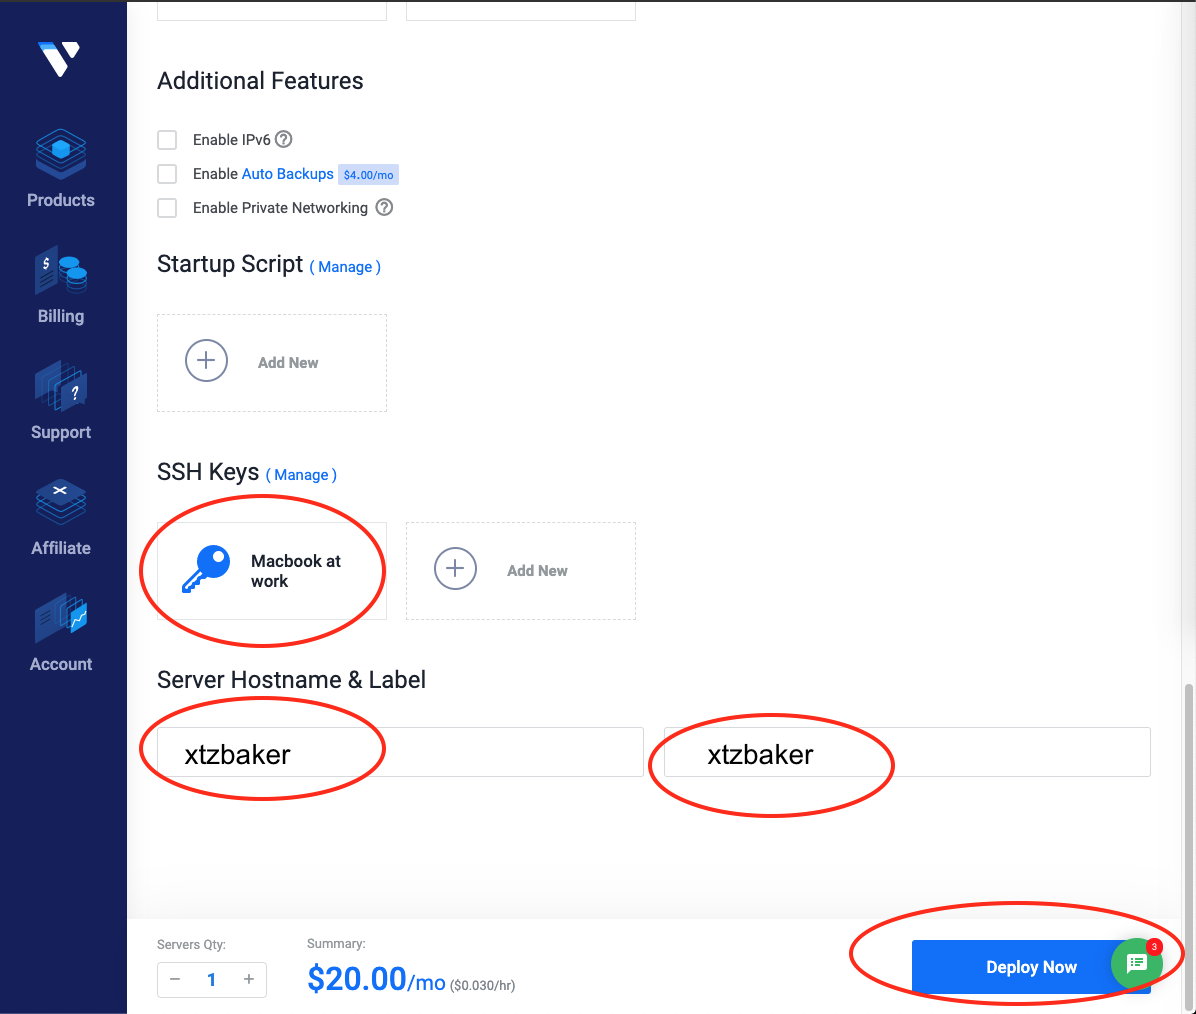 Additional Features
Enable IPv6 ?
Enable Auto Backups $4.00/mo
Enable Private Networking ?
Startup Script ( Manage )
Add New
SSH Keys ( Manage )
Macbook at
work
Add New
Server Hostname & Label
xtzbaker xtzbaker
Servers Qty:
− 1 +
Summary:
$20.00/mo ($0.030/hr)
Deploy Now
3
Products
$
Billing
?
Support
Affiliate
Account